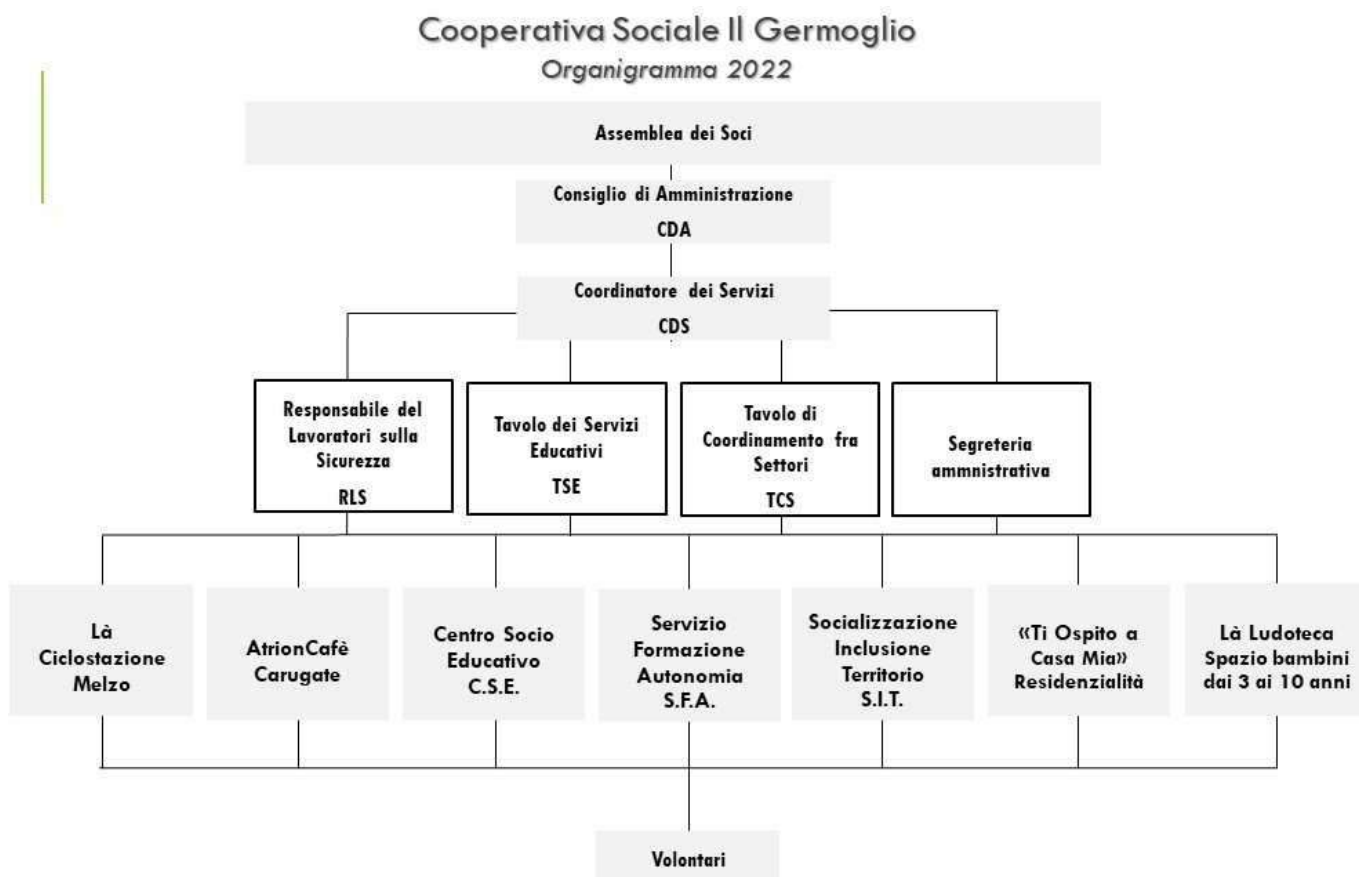 Cooperativa Sociale Il Germoglio
Organigramma 2022
Assemblea dei Soci
Consiglio di Amministrazione
CDA
Coordinatore dei Servizi
CDS
Responsabile del
Lavoratori sulla
Sicurezza
RLS
Tavolo dei Servizi
Educativi
TSE
Tavolo di
Coordinamento fra
Settori
TCS
Segreteria
ammnistrativa
Là
Ciclostazione
Melzo
AtrionCafè
Carugate
Centro Socio
Educativo
C.S.E.
Servizio
Formazione
Autonomia
S.F.A.
Socializzazione
Inclusione
Territorio
S.I.T.
«Ti Ospito a
Casa Mia»
Residenzialità
Là Ludoteca
Spazio bambini
dai 3 ai 10 anni
Volontari